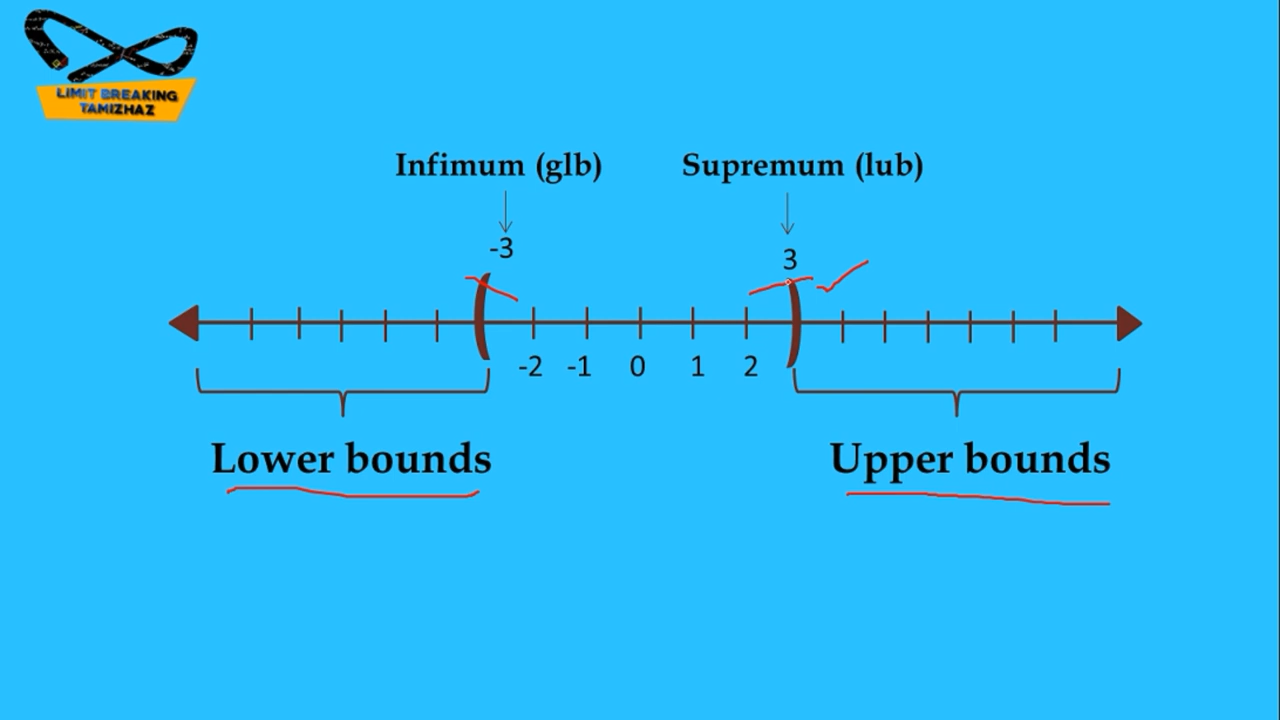 LIMIT BREAKING
TAMIZHAZ
Infimum (glb) Supremum (lub)
-3 3
-2 -1 0 1 2
Lower bounds Upper bounds